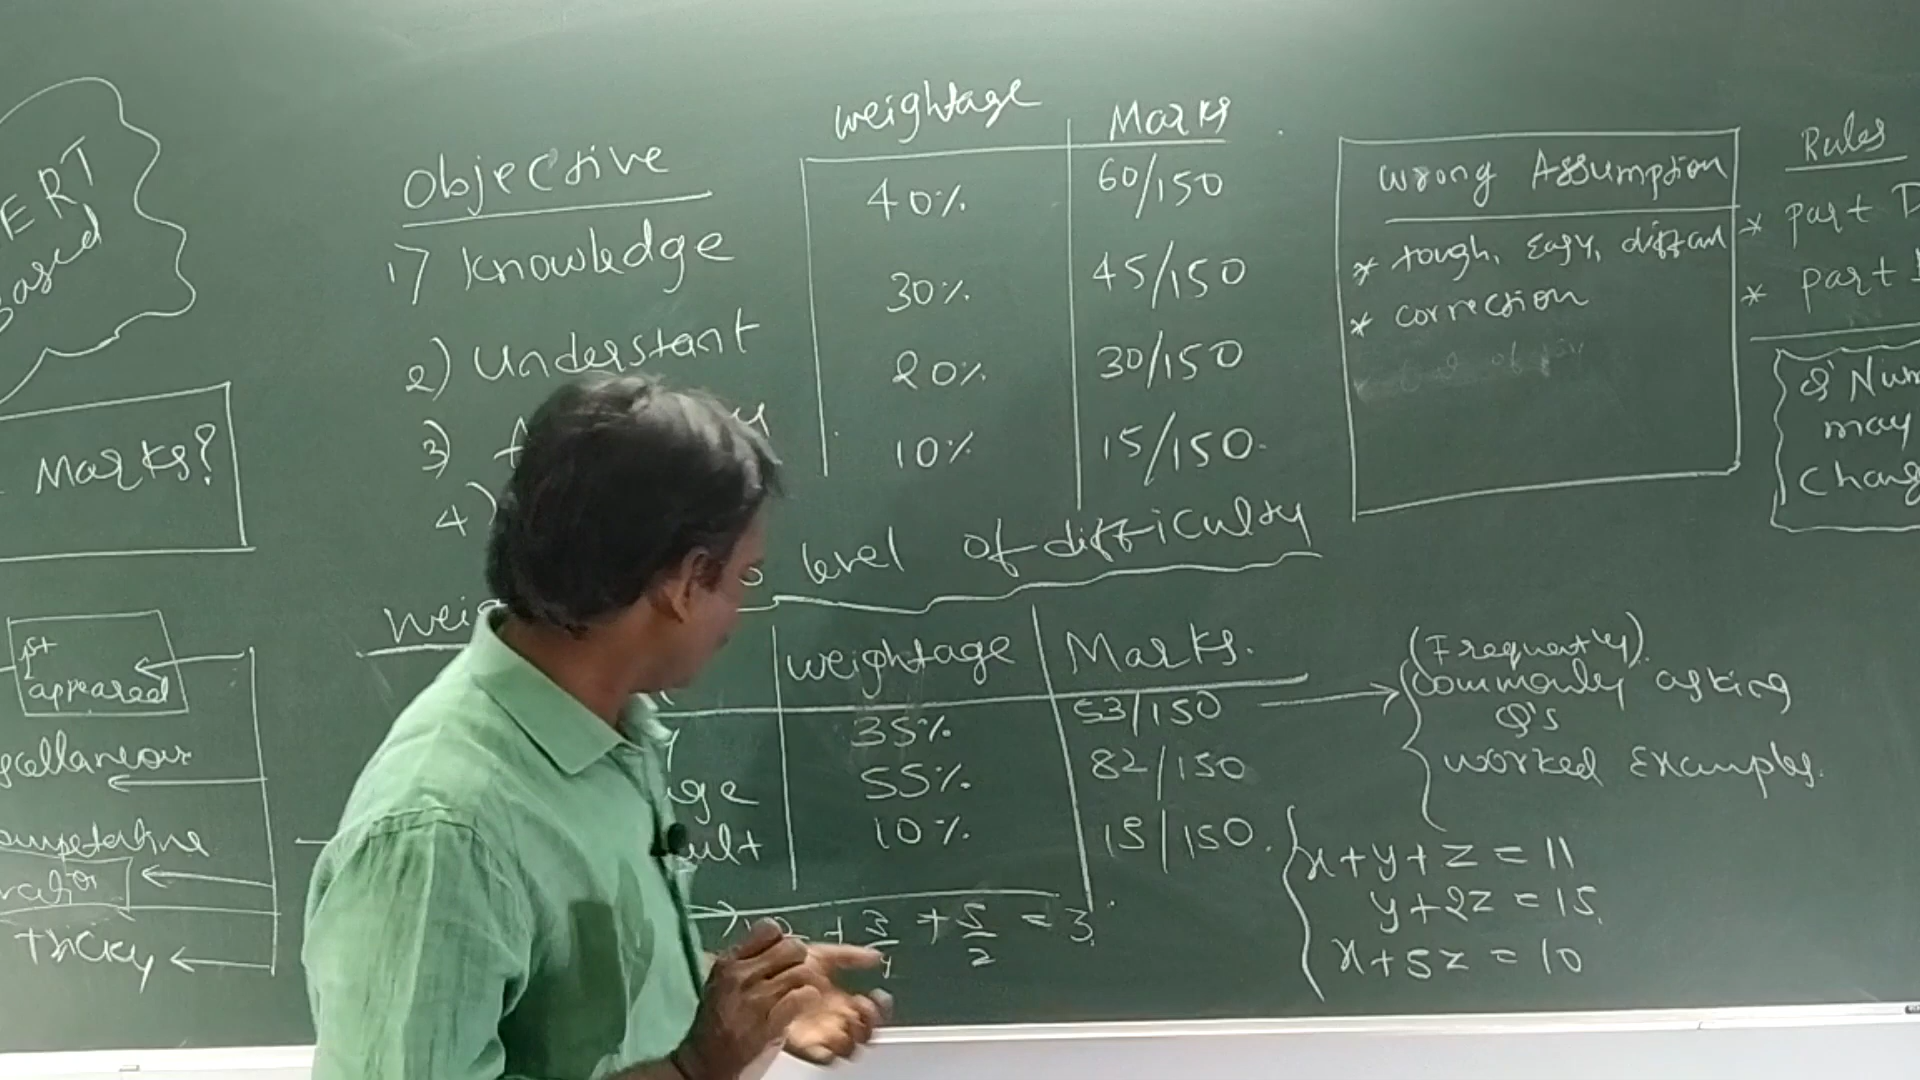 ERT
Based
Marks?
weightage Marks
Objective
1) Knowledge 40% 60/150
2) Understant 30% 45/150
3) 20% 30/150
4) 10% 15/150
Wrong Assumption
* tough, Easy,
* correction
Rules
* part D
* part
Q' Num
may
Chang
level of difficulty
Wei
weightage Marks.
35% 53/150
55% 82/150
10% 15/150.
(Frequently)
commonly asking
Q's
worked Examples.
x+y+z=11
y+2z=15
x+5z=10
+ 3/y + 5/2 = 3
1st
appeared
scellaneous
Tricky